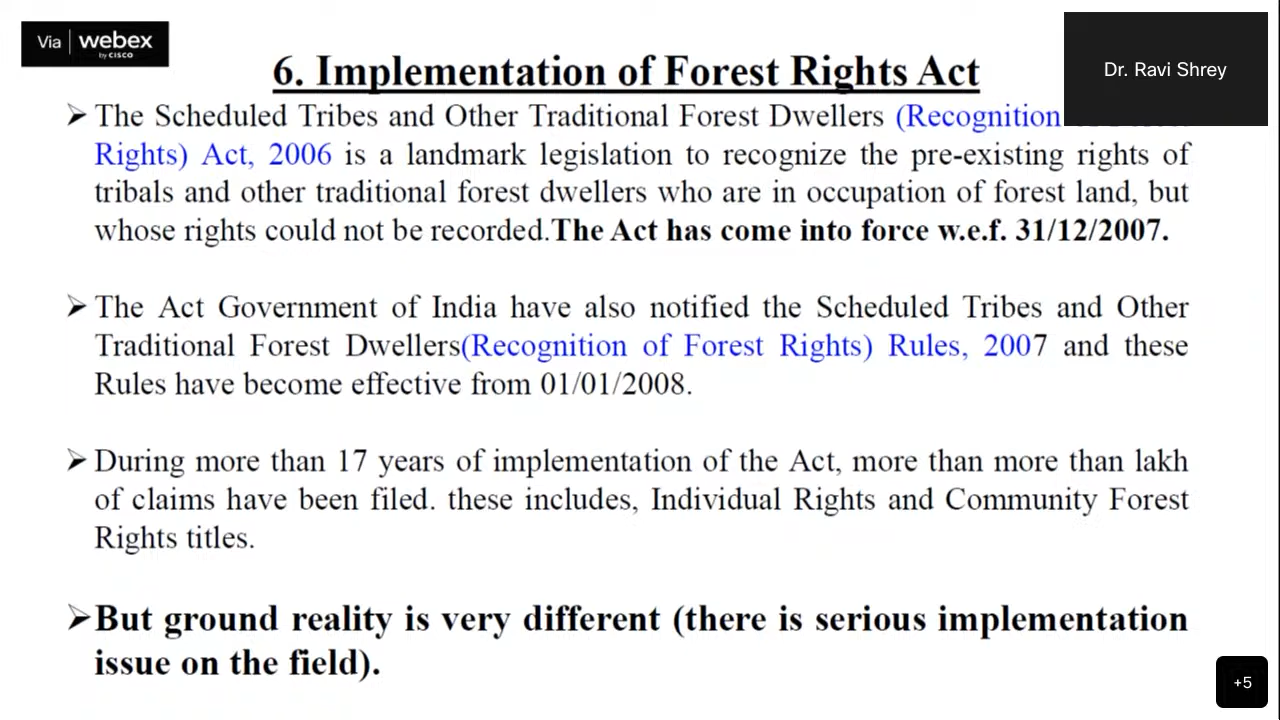 Via webex
by CISCO
Dr. Ravi Shrey
6. Implementation of Forest Rights Act
➢ The Scheduled Tribes and Other Traditional Forest Dwellers (Recognition
Rights) Act, 2006 is a landmark legislation to recognize the pre-existing rights of
tribals and other traditional forest dwellers who are in occupation of forest land, but
whose rights could not be recorded.The Act has come into force w.e.f. 31/12/2007.
➢ The Act Government of India have also notified the Scheduled Tribes and Other
Traditional Forest Dwellers(Recognition of Forest Rights) Rules, 2007 and these
Rules have become effective from 01/01/2008.
➢ During more than 17 years of implementation of the Act, more than more than lakh
of claims have been filed. these includes, Individual Rights and Community Forest
Rights titles.
➢But ground reality is very different (there is serious implementation
issue on the field).
+5